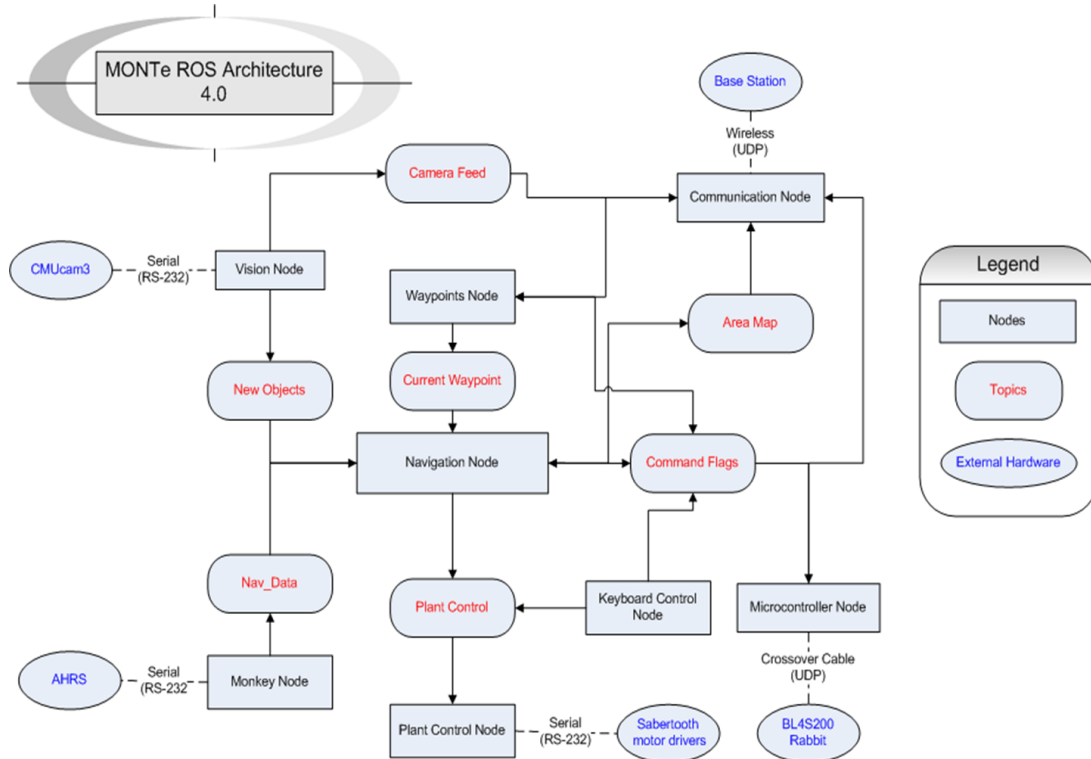 MONTe ROS Architecture
4.0
Base Station
Wireless
(UDP)
Camera Feed
Communication Node
CMUcam3
Serial
(RS-232)
Vision Node
Legend
Waypoints Node
Area Map
Nodes
New Objects
Current Waypoint
Topics
Navigation Node
Command Flags
External Hardware
Nav_Data
Plant Control
Keyboard Control
Node
Microcontroller Node
AHRS
Serial
(RS-232
Monkey Node
Crossover Cable
(UDP)
Plant Control Node
Serial
(RS-232)
Sabertooth
motor drivers
BL4S200
Rabbit